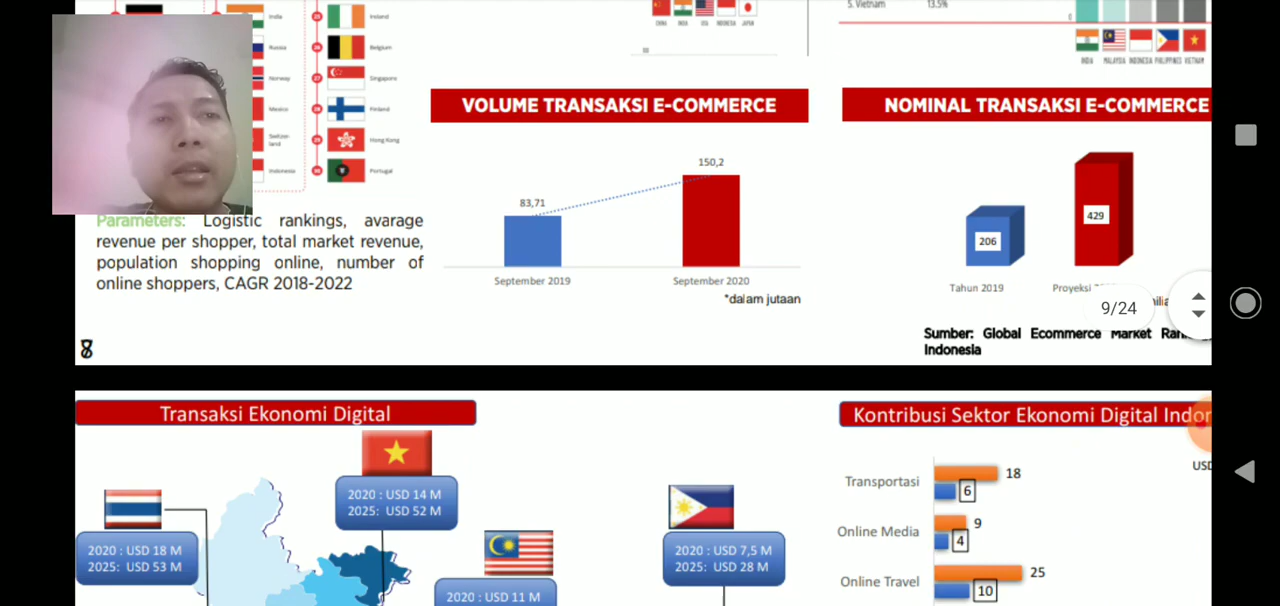 India
Ireland
Russia
Belgium
Norway
Singapore
Mexico
Finland
Switzer-
land
Hong Kong
Indonesia
Portugal
CHINA INDIA USA INDONESIA JAPAN
5. Vietnam 13.5%
INDIA MALAYSIA INDONESIA PHILIPPINES VIETNAM
Parameters: Logistic rankings, avarage
revenue per shopper, total market revenue,
population shopping online, number of
online shoppers, CAGR 2018-2022
8
VOLUME TRANSAKSI E-COMMERCE
150,2
83,71
September 2019 September 2020
*dalam jutaan
NOMINAL TRANSAKSI E-COMMERCE
429
206
Tahun 2019 Proyeksi
9/24
Sumber: Global Ecommerce Market
Indonesia
Transaksi Ekonomi Digital
2020 : USD 14 M
2025: USD 52 M
2020 : USD 18 M
2025: USD 53 M
2020 : USD 11 M
2020 : USD 7,5 M
2025: USD 28 M
Kontribusi Sektor Ekonomi Digital
USD
Transportasi 18
6
Online Media 9
4
Online Travel 25
10